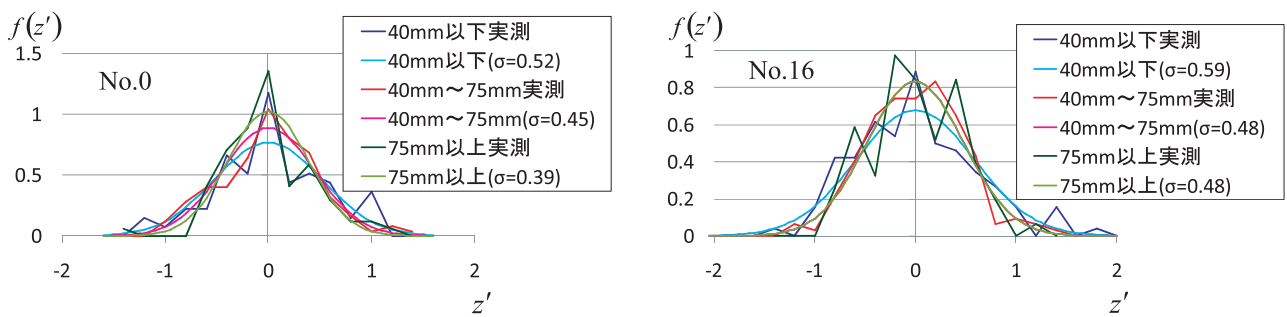 f(z′)
1.5
1
0.5
0
-2
-1
0
1
2
z′
No.0
40mm以下実測
40mm以下(σ=0.52)
40mm～75mm実測
40mm～75mm(σ=0.45)
75mm以上実測
75mm以上(σ=0.39)
f(z′)
1
0.8
0.6
0.4
0.2
0
-2
-1
0
1
2
z′
No.16
40mm以下実測
40mm以下(σ=0.59)
40mm～75mm実測
40mm～75mm(σ=0.48)
75mm以上実測
75mm以上(σ=0.48)